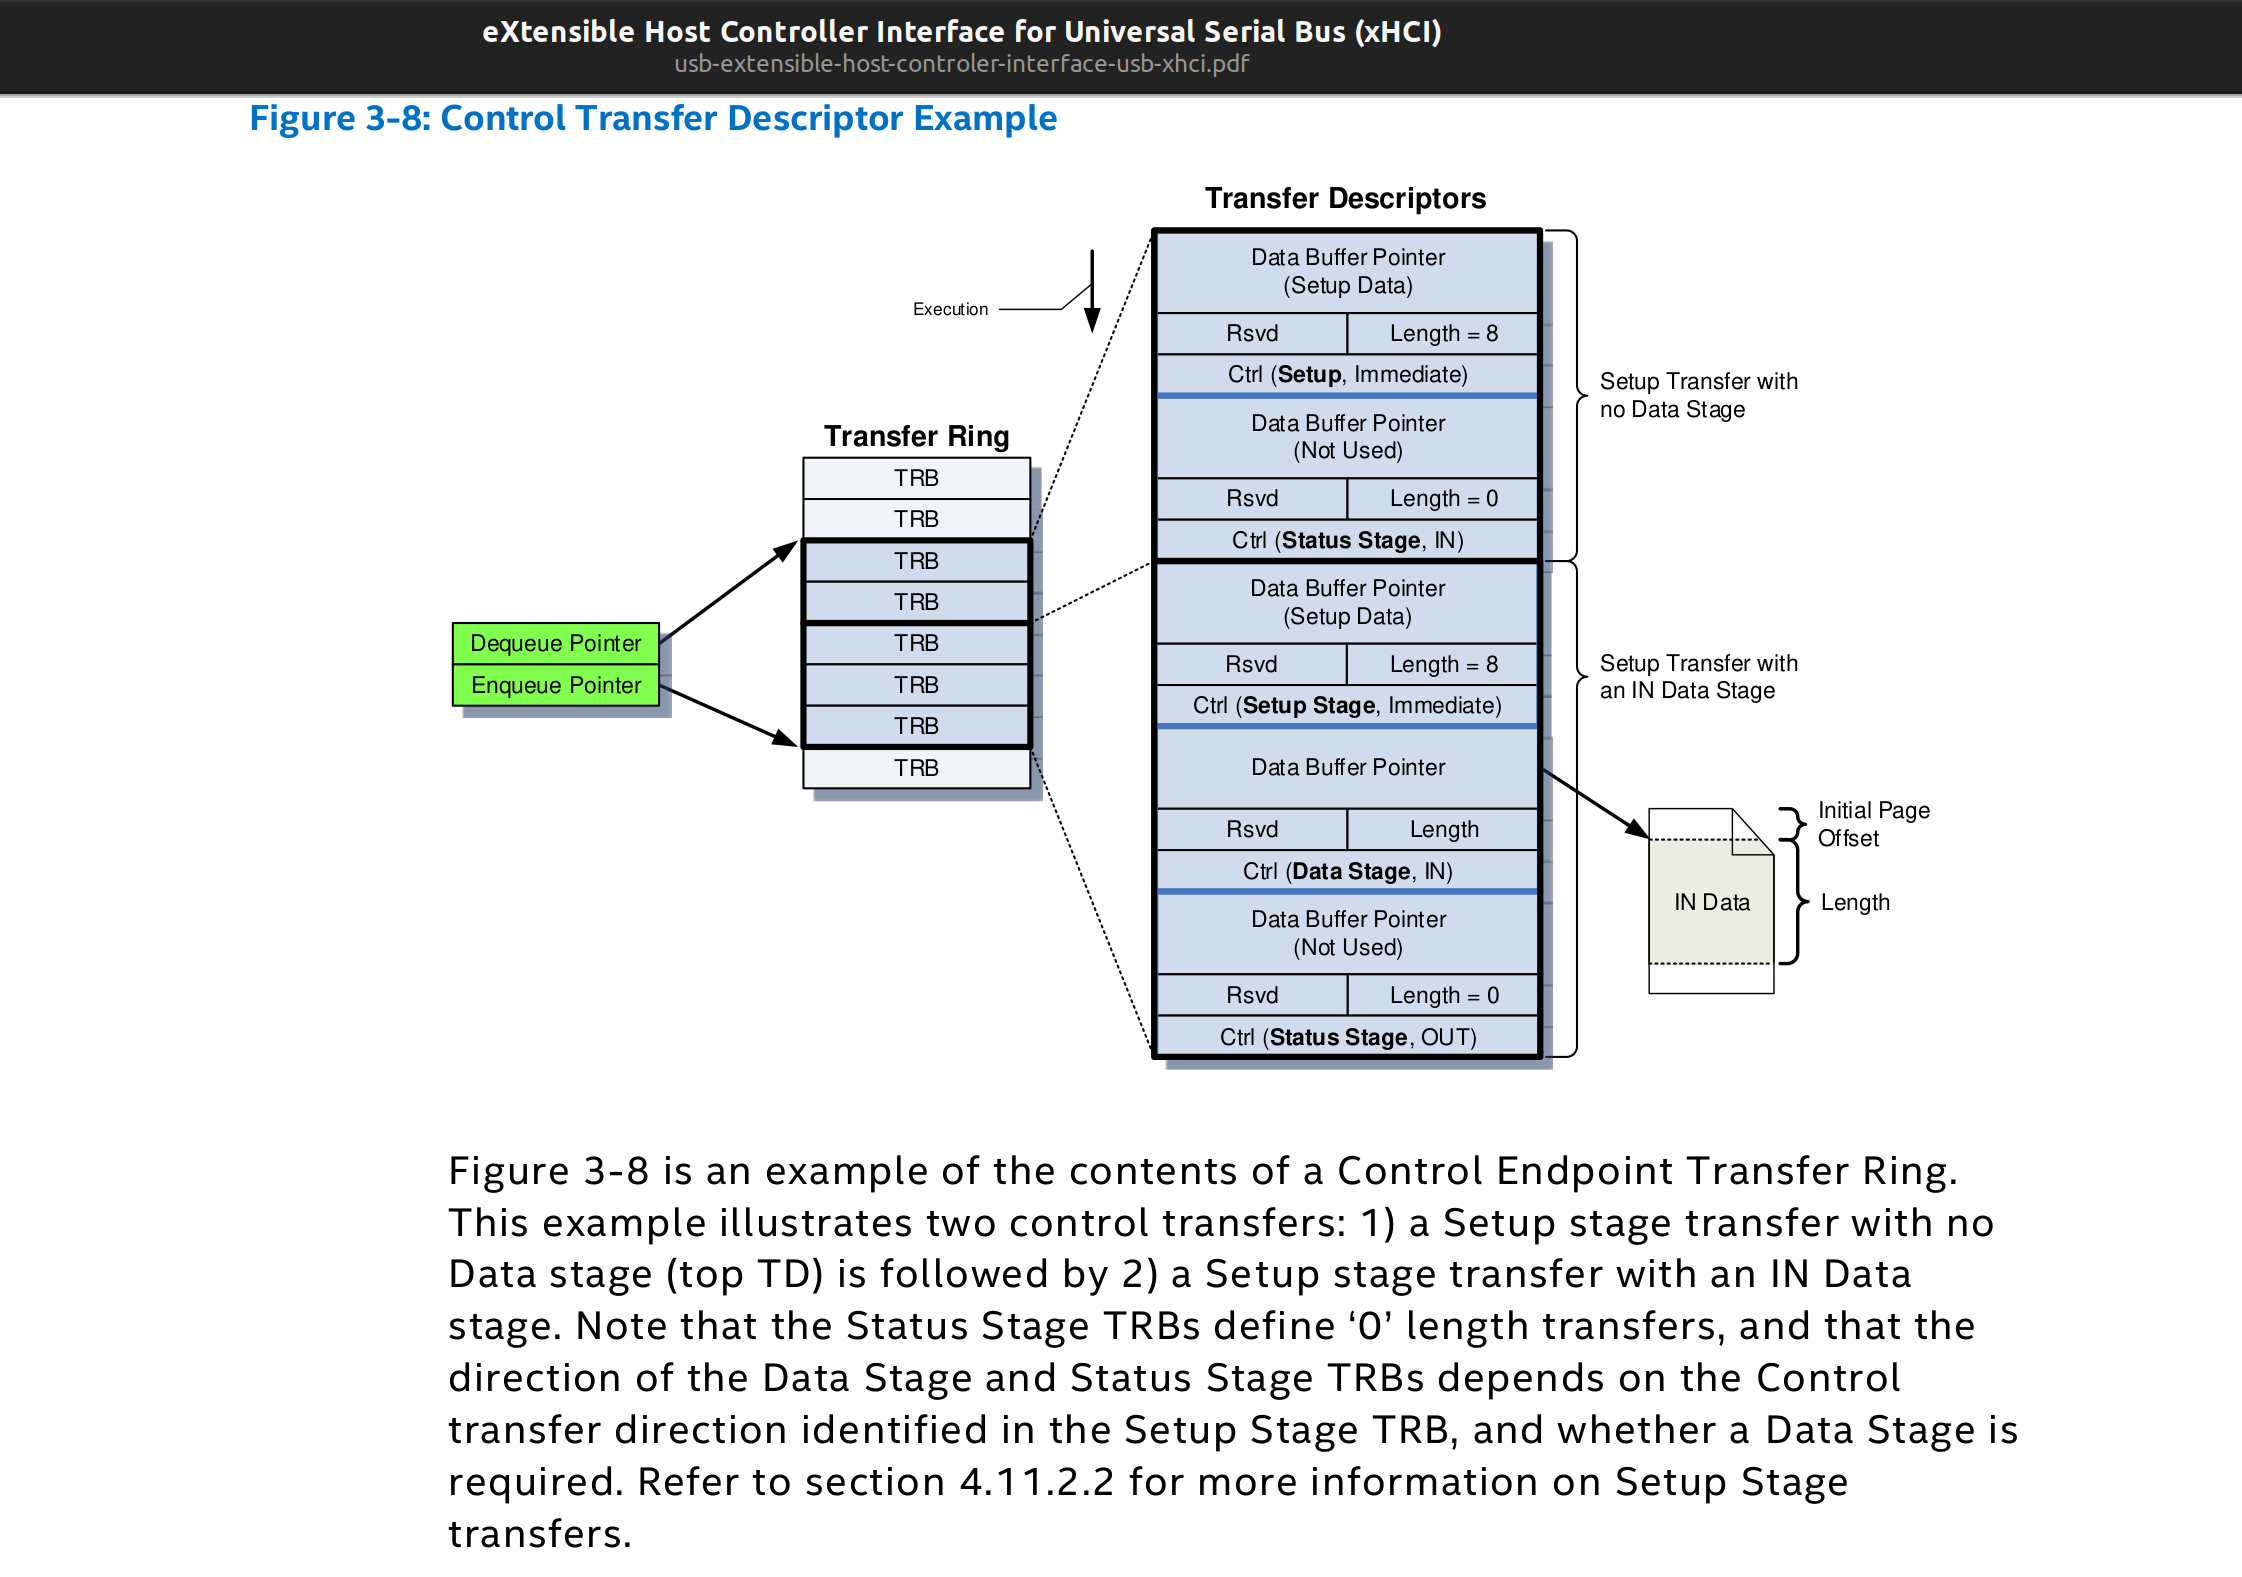 eXtensible Host Controller Interface for Universal Serial Bus (xHCI)
usb-extensible-host-controler-interface-usb-xhci.pdf
Figure 3-8: Control Transfer Descriptor Example
Transfer Descriptors
Execution
Transfer Ring
TRB
TRB
TRB
TRB
TRB
TRB
TRB
TRB
Dequeue Pointer
Enqueue Pointer
Data Buffer Pointer
(Setup Data)
Rsvd Length = 8
Ctrl (Setup, Immediate)
Data Buffer Pointer
(Not Used)
Rsvd Length = 0
Ctrl (Status Stage, IN)
Data Buffer Pointer
(Setup Data)
Rsvd Length = 8
Ctrl (Setup Stage, Immediate)
Data Buffer Pointer
Rsvd Length
Ctrl (Data Stage, IN)
Data Buffer Pointer
(Not Used)
Rsvd Length = 0
Ctrl (Status Stage, OUT)
Setup Transfer with
no Data Stage
Setup Transfer with
an IN Data Stage
Initial Page
Offset
IN Data
Length
Figure 3-8 is an example of the contents of a Control Endpoint Transfer Ring.
This example illustrates two control transfers: 1) a Setup stage transfer with no
Data stage (top TD) is followed by 2) a Setup stage transfer with an IN Data
stage. Note that the Status Stage TRBs define ‘0’ length transfers, and that the
direction of the Data Stage and Status Stage TRBs depends on the Control
transfer direction identified in the Setup Stage TRB, and whether a Data Stage is
required. Refer to section 4.11.2.2 for more information on Setup Stage
transfers.